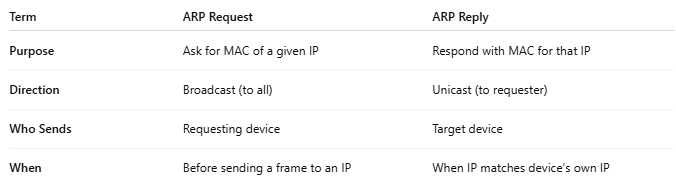 Term ARP Request ARP Reply
Purpose Ask for MAC of a given IP Respond with MAC for that IP
Direction Broadcast (to all) Unicast (to requester)
Who Sends Requesting device Target device
When Before sending a frame to an IP When IP matches device's own IP